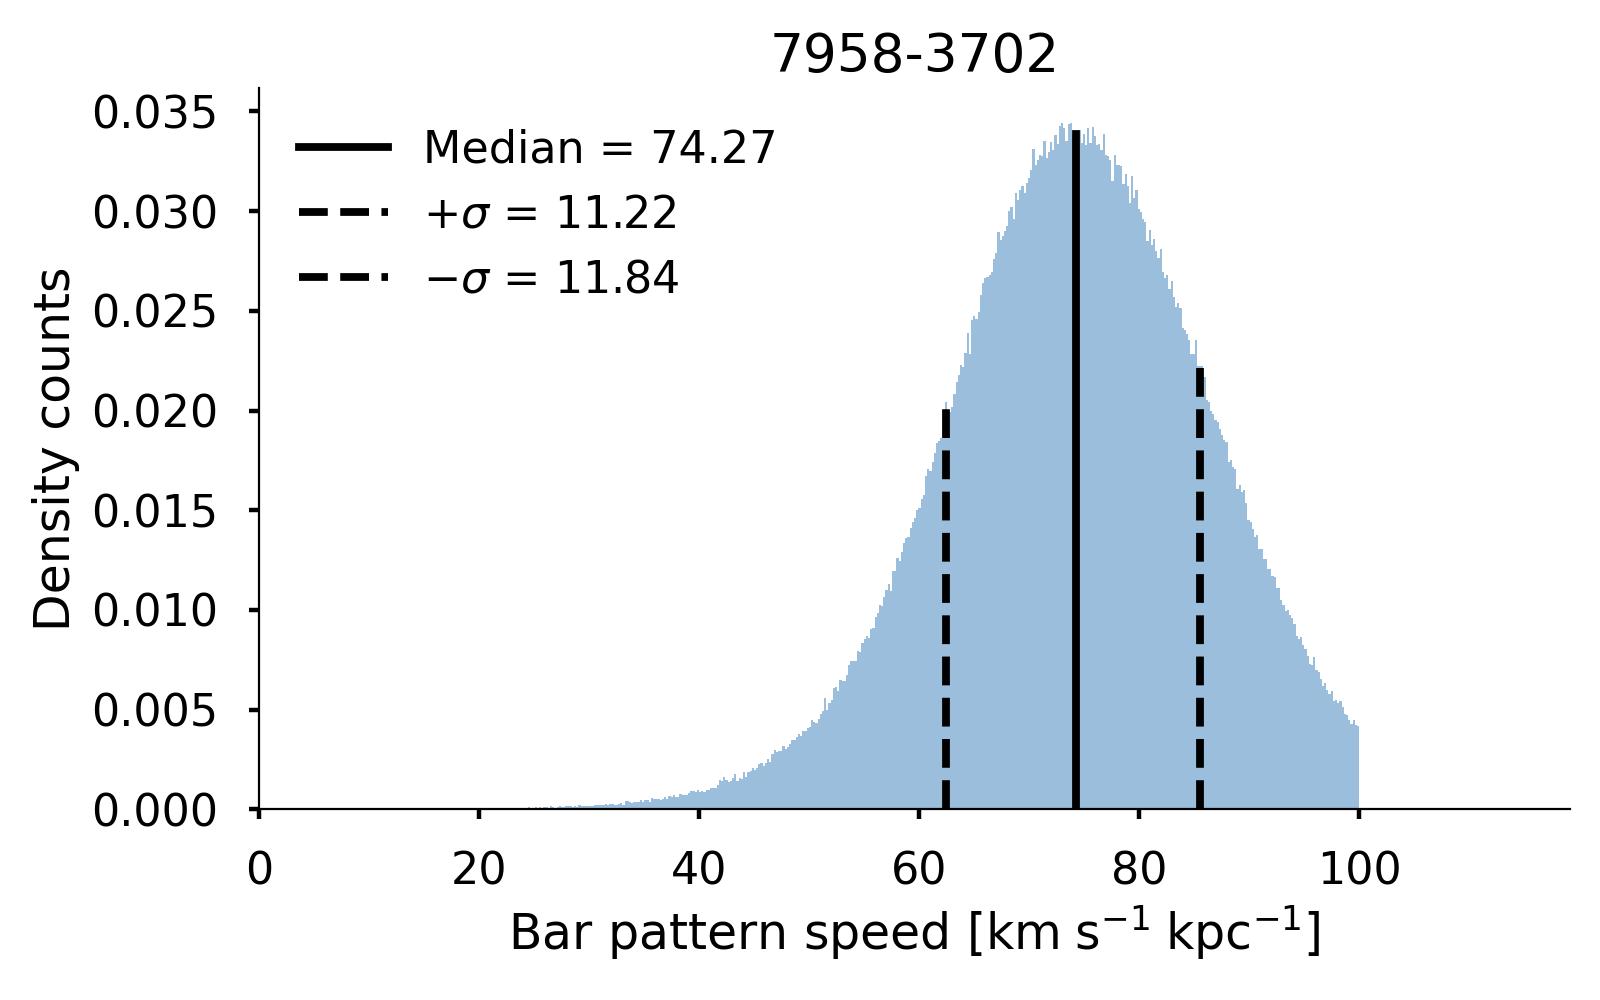 7958-3702
0.035
0.030
0.025
0.020
0.015
0.010
0.005
0.000
Density counts
Median = 74.27
+σ = 11.22
−σ = 11.84
0 20 40 60 80 100
Bar pattern speed [km s⁻¹ kpc⁻¹]